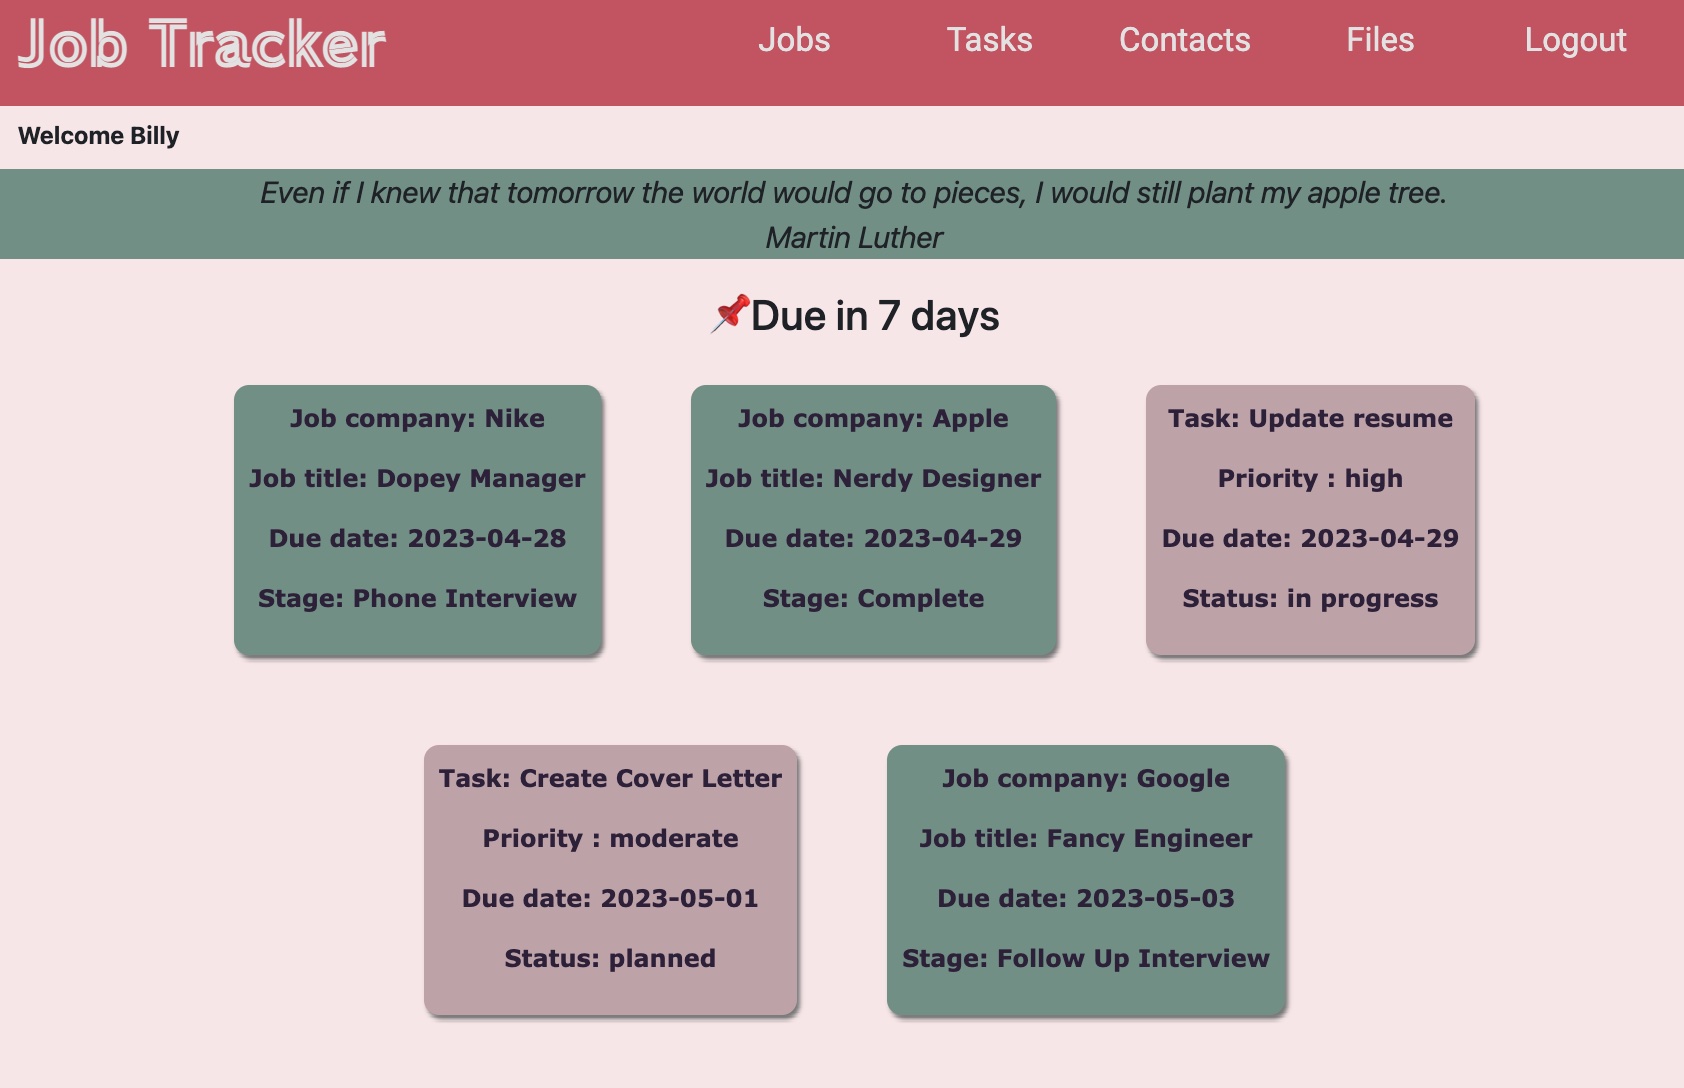 Job Tracker
Jobs
Tasks
Contacts
Files
Logout
Welcome Billy
Even if I knew that tomorrow the world would go to pieces, I would still plant my apple tree.
Martin Luther
Due in 7 days
Job company: Nike
Job title: Dopey Manager
Due date: 2023-04-28
Stage: Phone Interview
Job company: Apple
Job title: Nerdy Designer
Due date: 2023-04-29
Stage: Complete
Task: Update resume
Priority : high
Due date: 2023-04-29
Status: in progress
Task: Create Cover Letter
Priority : moderate
Due date: 2023-05-01
Status: planned
Job company: Google
Job title: Fancy Engineer
Due date: 2023-05-03
Stage: Follow Up Interview